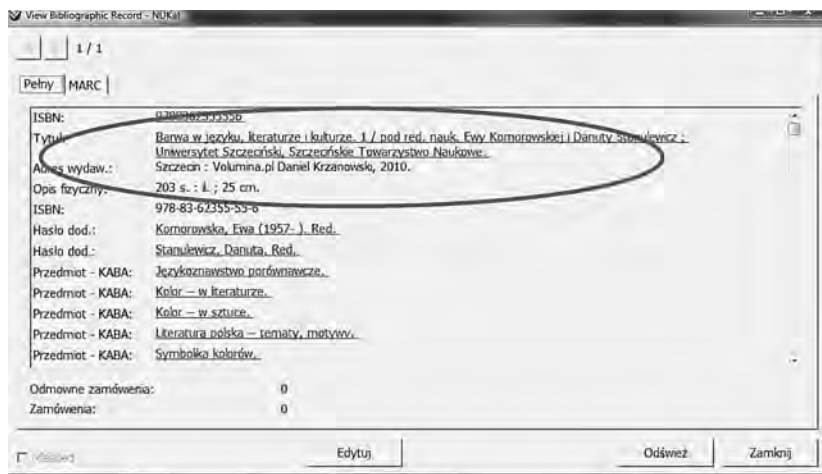 View Bibliographic Record - NUKat
1 / 1
Pełny MARC
ISBN: 9788362355556
Tytuł: Barwa w języku, literaturze i kulturze. 1 / pod red. nauk. Ewy Komorowskiej i Danuty Stanulewicz ;
Uniwersytet Szczeciński, Szczecińskie Towarzystwo Naukowe.
Adres wydaw.: Szczecin : Volumina.pl Daniel Krzanowski, 2010.
Opis fizyczny: 203 s. : il. ; 25 cm.
ISBN: 978-83-62355-55-6
Hasło dod.: Komorowska, Ewa (1957- ). Red.
Hasło dod.: Stanulewicz, Danuta. Red.
Przedmiot - KABA: Językoznawstwo porównawcze.
Przedmiot - KABA: Kolor -- w literaturze.
Przedmiot - KABA: Kolor -- w sztuce.
Przedmiot - KABA: Literatura polska -- tematy, motywy.
Przedmiot - KABA: Symbolika kolorów.
Odmowne zamówienia: 0
Zamówienia: 0
Edytuj Odśwież Zamknij